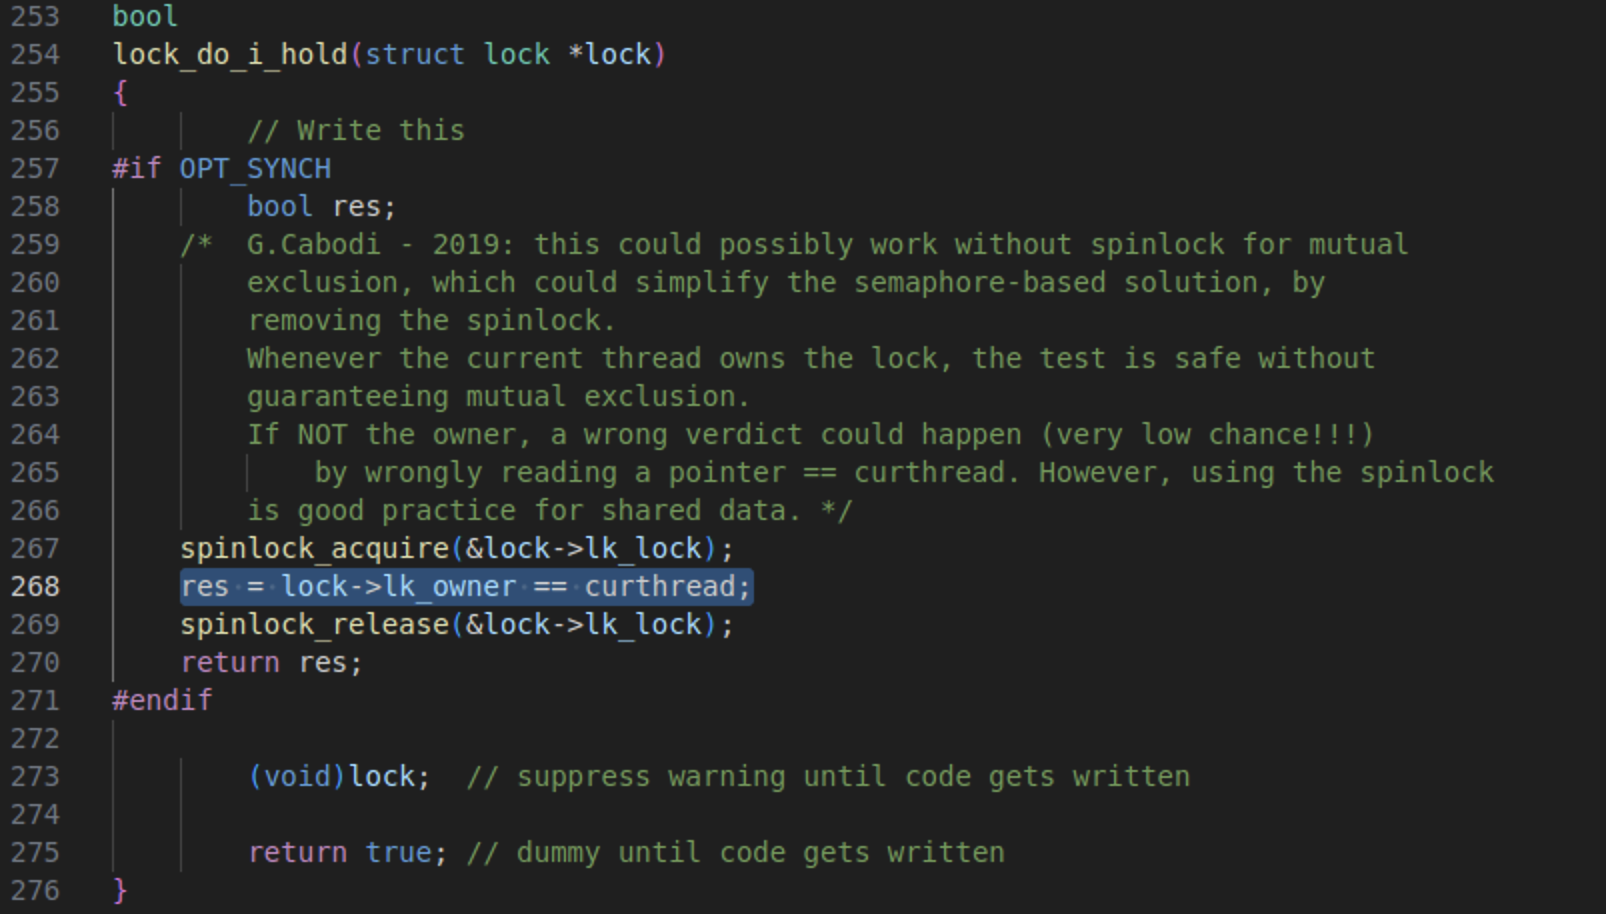 253 bool
254 lock_do_i_hold(struct lock *lock)
255 {
256 // Write this
257 #if OPT_SYNCH
258 bool res;
259 /*  G.Cabodi - 2019: this could possibly work without spinlock for mutual
260 exclusion, which could simplify the semaphore-based solution, by
261 removing the spinlock.
262 Whenever the current thread owns the lock, the test is safe without
263 guaranteeing mutual exclusion.
264 If NOT the owner, a wrong verdict could happen (very low chance!!!)
265 by wrongly reading a pointer == curthread. However, using the spinlock
266 is good practice for shared data. */
267 spinlock_acquire(&lock->lk_lock);
268 res = lock->lk_owner == curthread;
269 spinlock_release(&lock->lk_lock);
270 return res;
271 #endif
272
273 (void)lock;  // suppress warning until code gets written
274
275 return true; // dummy until code gets written
276 }